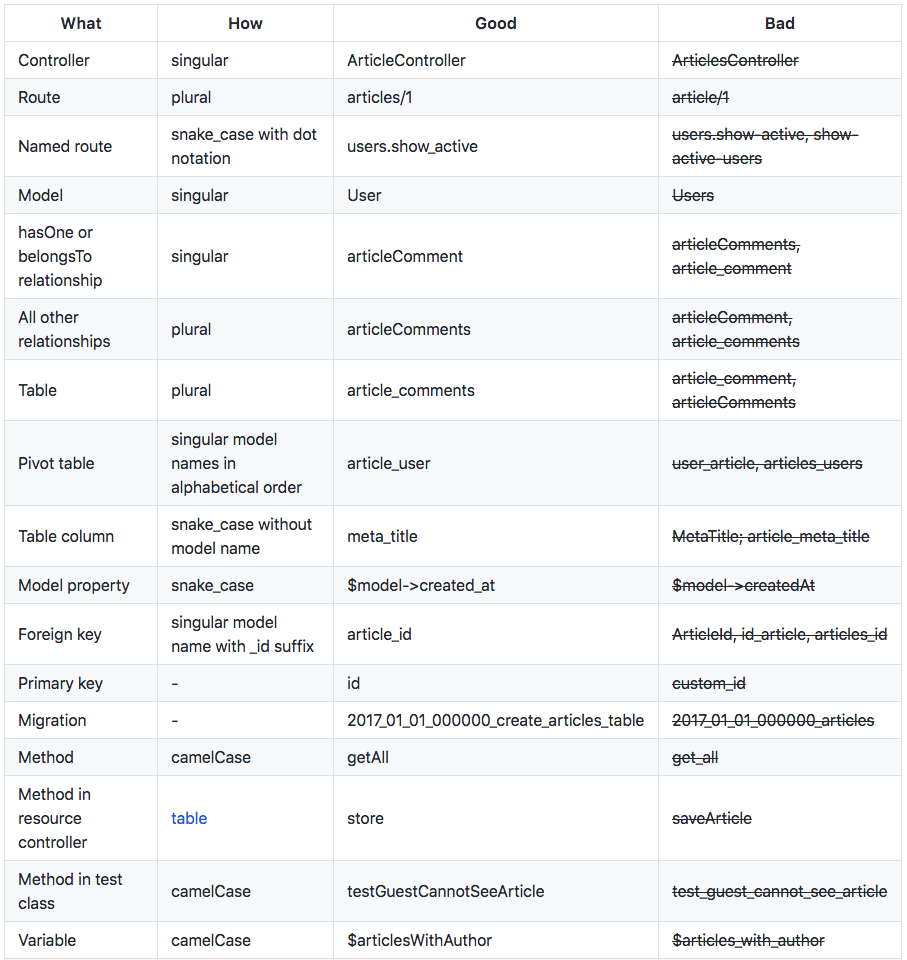 What How Good Bad
Controller singular ArticleController ArticlesController
Route plural articles/1 article/1
Named route snake_case with dot notation users.show_active users.show-active, show-active-users
Model singular User Users
hasOne or belongsTo relationship singular articleComment articleComments, article_comment
All other relationships plural articleComments articleComment, article_comments
Table plural article_comments article_comment, articleComments
Pivot table singular model names in alphabetical order article_user user_article, articles_users
Table column snake_case without model name meta_title MetaTitle; article_meta_title
Model property snake_case $model->created_at $model->createdAt
Foreign key singular model name with _id suffix article_id ArticleId, id_article, articles_id
Primary key - id custom_id
Migration - 2017_01_01_000000_create_articles_table 2017_01_01_000000_articles
Method camelCase getAll get_all
Method in resource controller table store saveArticle
Method in test class camelCase testGuestCannotSeeArticle test_guest_cannot_see_article
Variable camelCase $articlesWithAuthor $articles_with_author